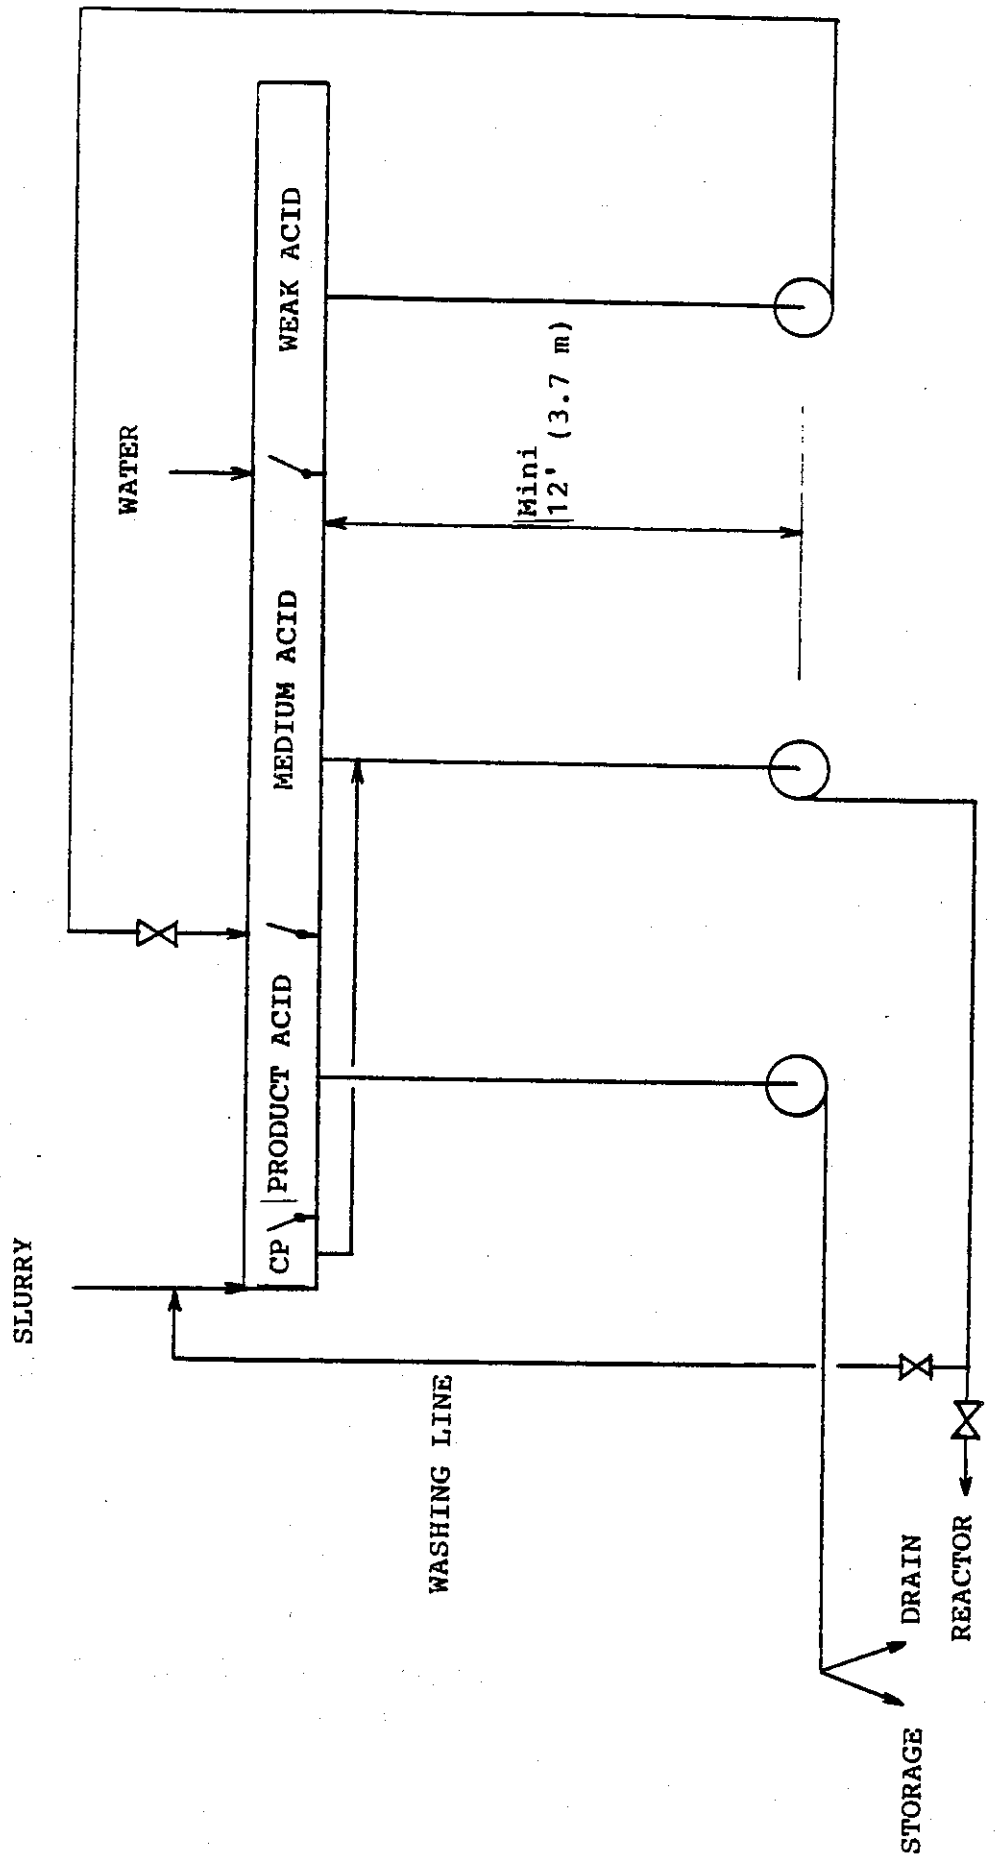 SLURRY
WATER
CP
PRODUCT ACID
MEDIUM ACID
WEAK ACID
Mini
12' (3.7 m)
WASHING LINE
STORAGE
DRAIN
REACTOR